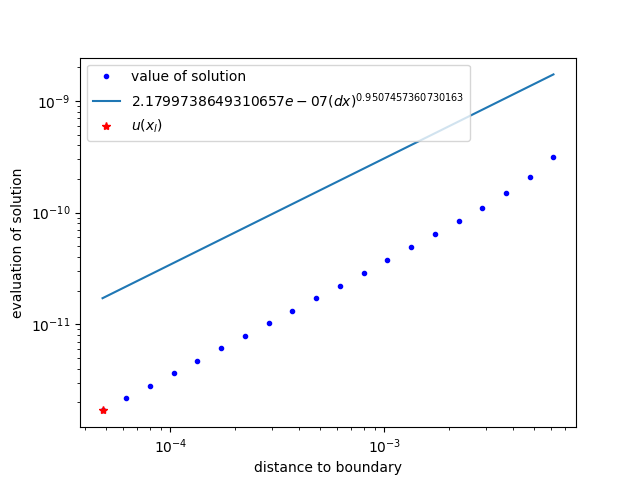 value of solution
2.1799738649310657e − 07(dx)^0.9507457360730163
u(x_l)
10^−9
10^−10
10^−11
evaluation of solution
10^−4
10^−3
distance to boundary